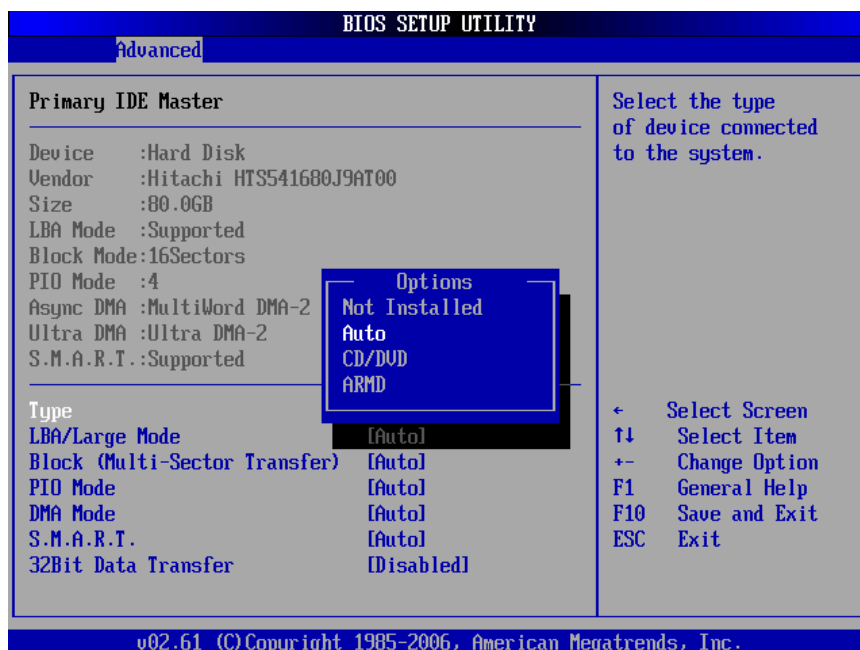 BIOS SETUP UTILITY
Advanced
Primary IDE Master
Device :Hard Disk
Vendor :Hitachi HTS541680J9AT00
Size :80.0GB
LBA Mode :Supported
Block Mode:16Sectors
PIO Mode :4
Async DMA :MultiWord DMA-2
Ultra DMA :Ultra DMA-2
S.M.A.R.T.:Supported
Type
LBA/Large Mode [Auto]
Block (Multi-Sector Transfer) [Auto]
PIO Mode [Auto]
DMA Mode [Auto]
S.M.A.R.T. [Auto]
32Bit Data Transfer [Disabled]
Options
Not Installed
Auto
CD/DVD
ARMD
Select the type
of device connected
to the system.
← Select Screen
↑↓ Select Item
+- Change Option
F1 General Help
F10 Save and Exit
ESC Exit
v02.61 (C)Copyright 1985-2006, American Megatrends, Inc.